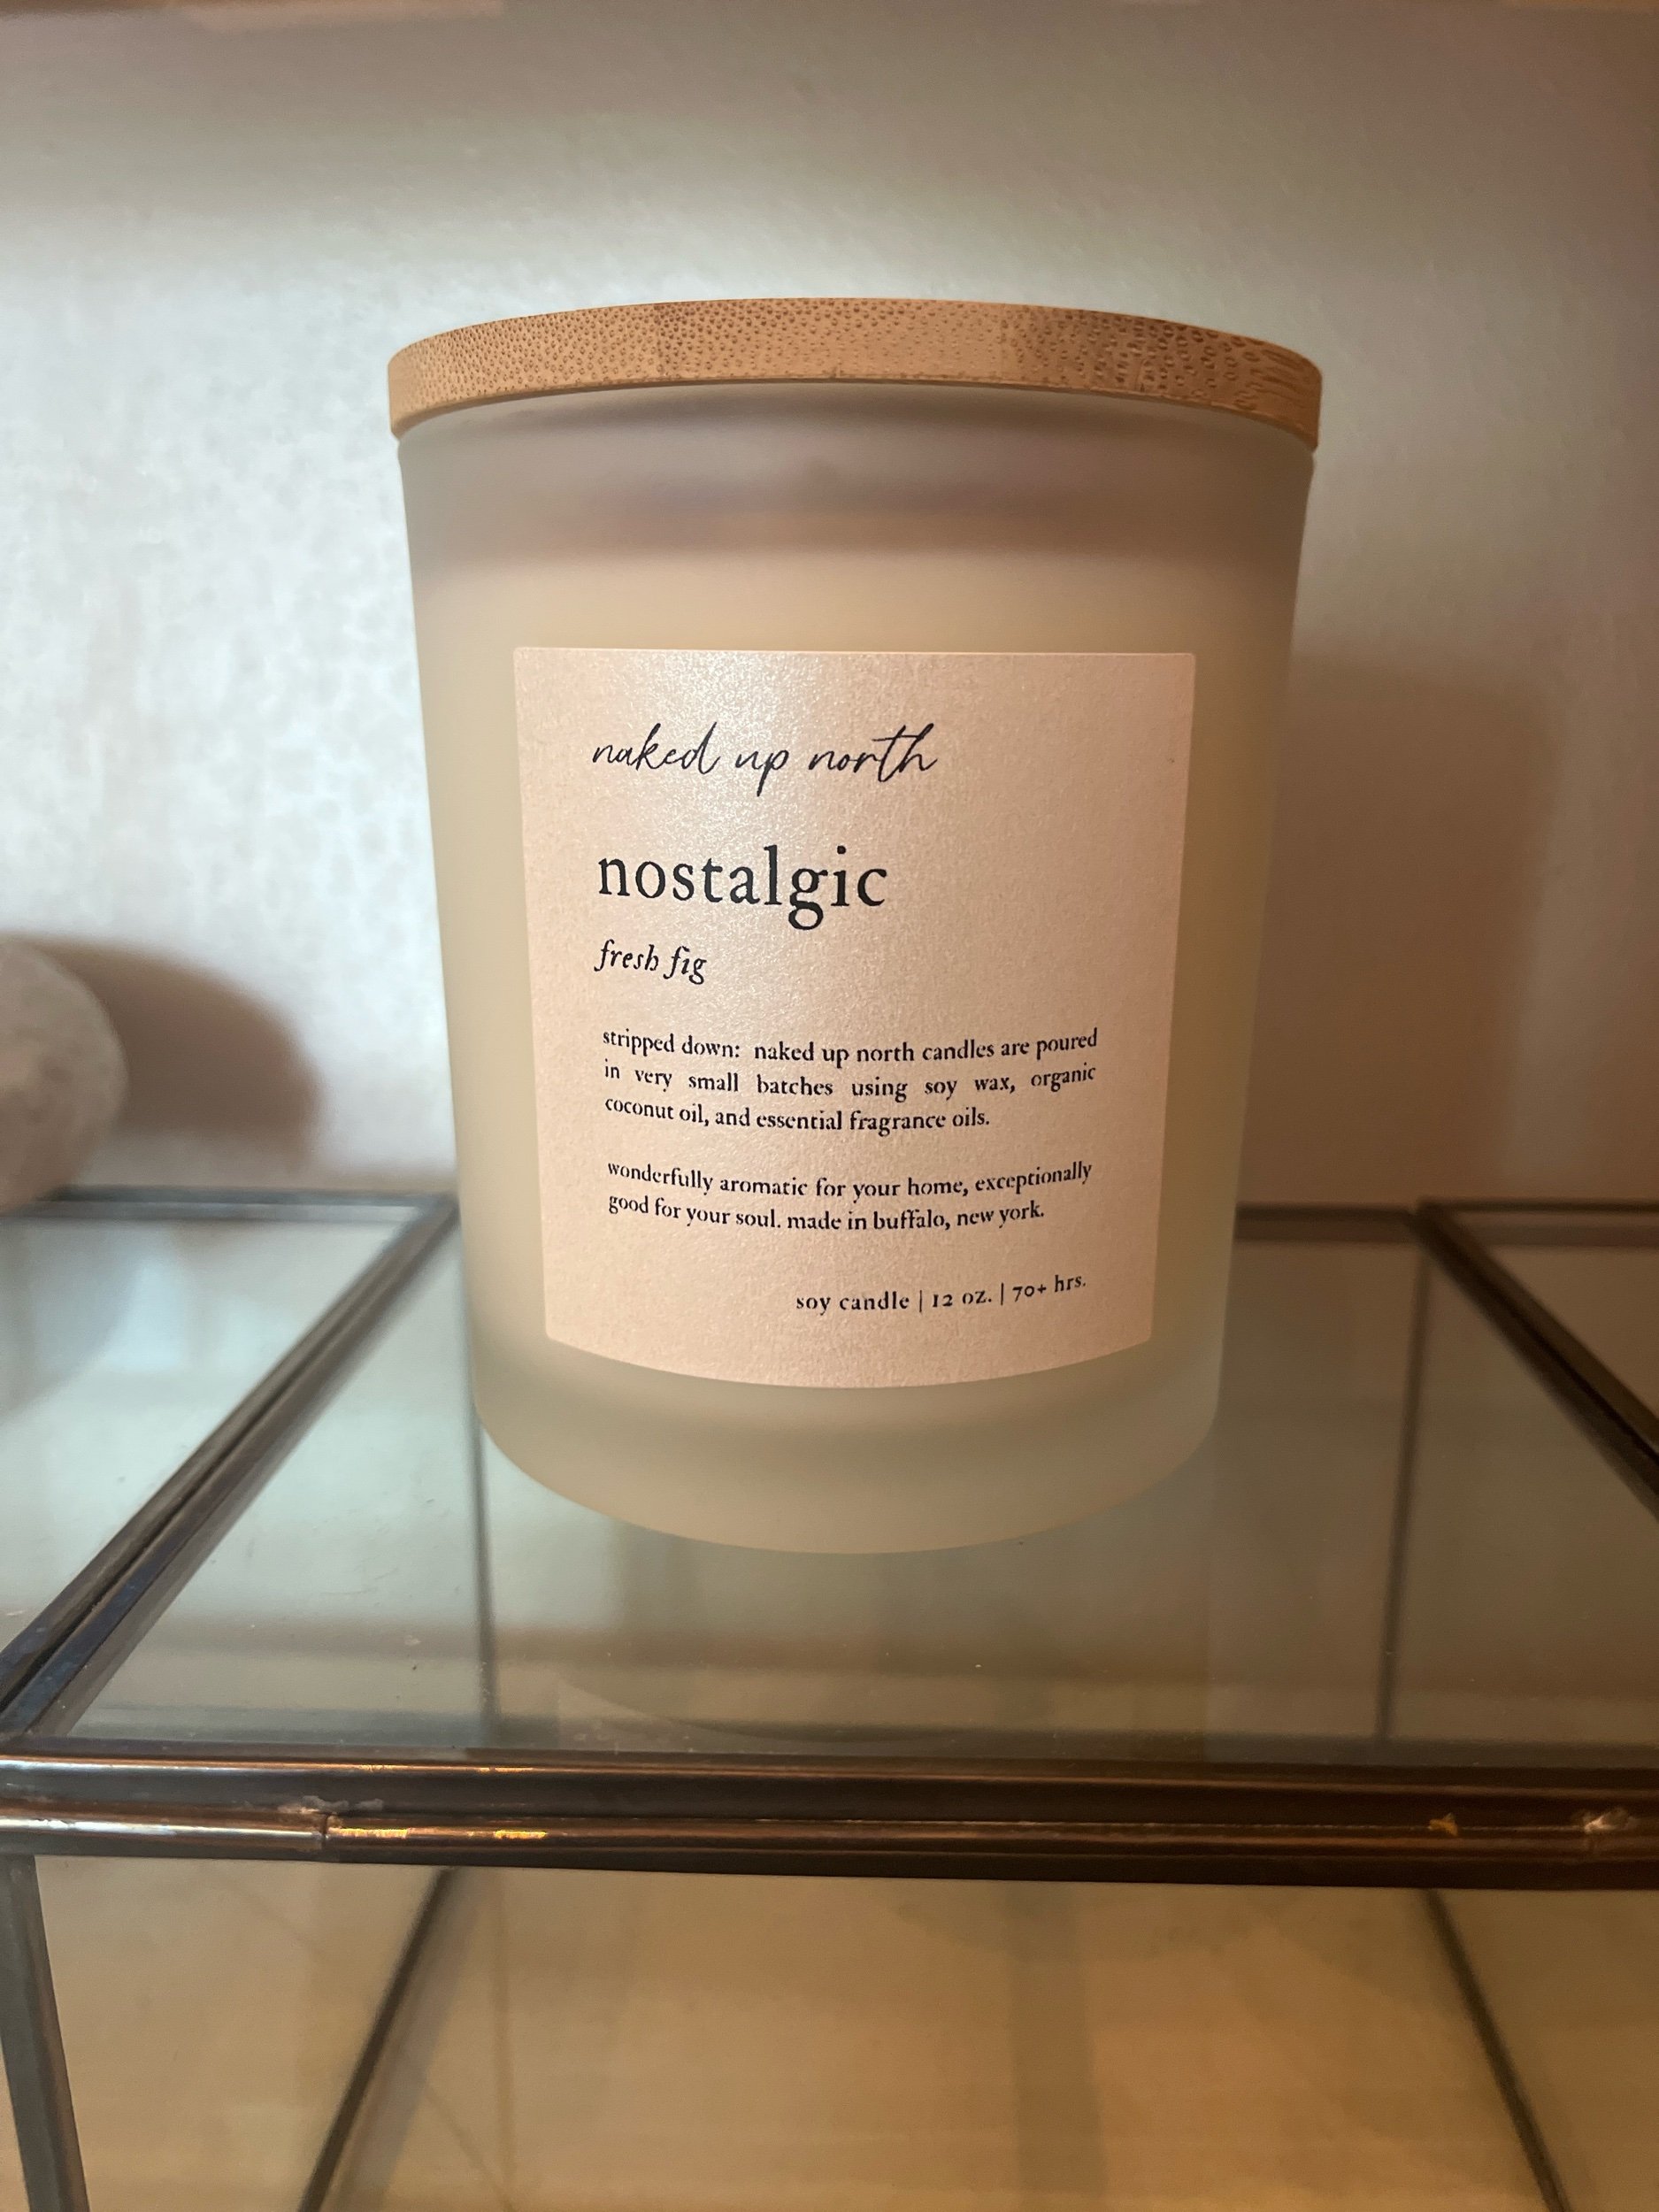 naked up north
nostalgic
fresh fig
stripped down: naked up north candles are poured
in very small batches using soy wax, organic
coconut oil, and essential fragrance oils.
wonderfully aromatic for your home, exceptionally
good for your soul. made in buffalo, new york.
soy candle | 12 oz. | 70+ hrs.